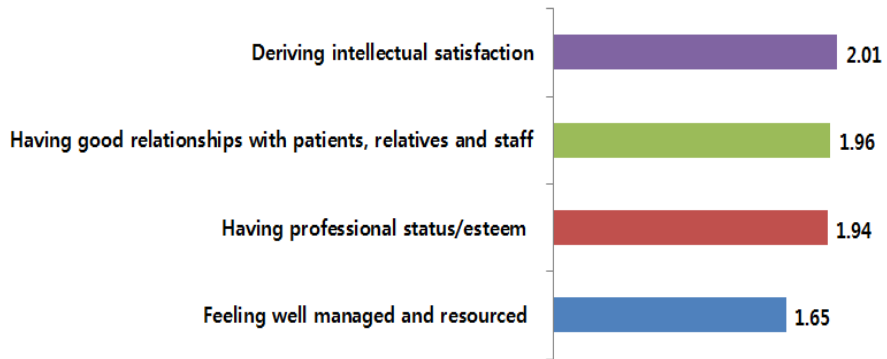 Deriving intellectual satisfaction 2.01
Having good relationships with patients, relatives and staff 1.96
Having professional status/esteem 1.94
Feeling well managed and resourced 1.65